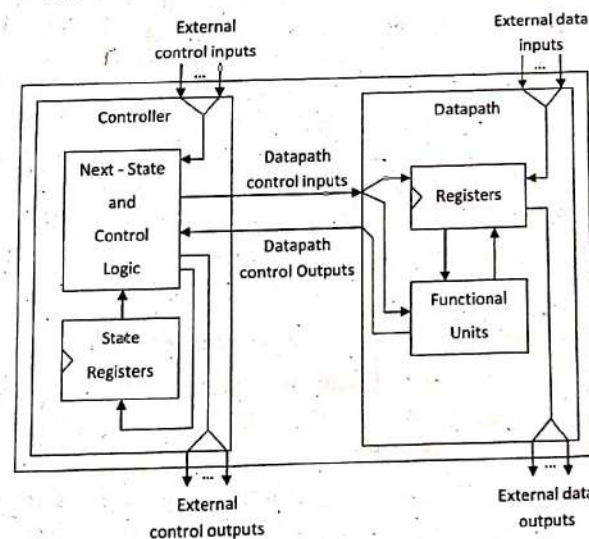 External
control inputs
...
External data
inputs
...
Controller
Datapath
Next - State
and
Control
Logic
Datapath
control inputs
Registers
Datapath
control Outputs
Functional
Units
State
Registers
...
External
control outputs
...
External data
outputs